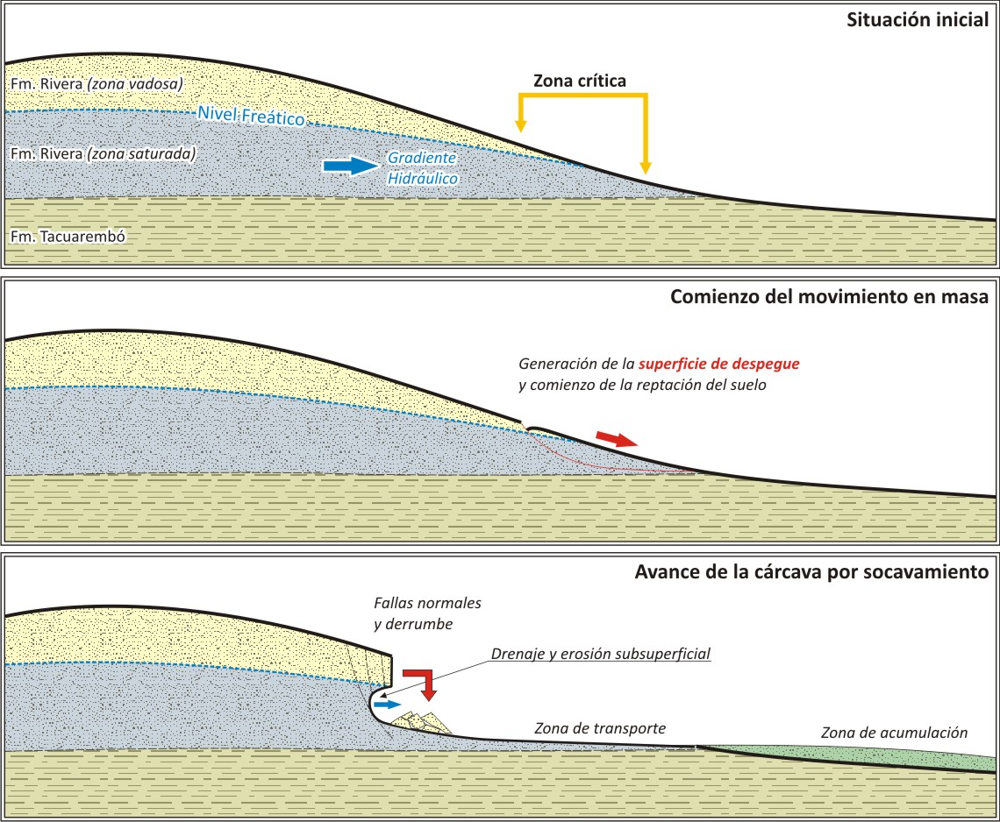 Situación inicial
Zona crítica
Fm. Rivera (zona vadosa)
Nivel Freático
Fm. Rivera (zona saturada)
Gradiente
Hidráulico
Fm. Tacuarembó
Comienzo del movimiento en masa
Generación de la superficie de despegue
y comienzo de la reptación del suelo
Avance de la cárcava por socavamiento
Fallas normales
y derrumbe
Drenaje y erosión subsuperficial
Zona de transporte
Zona de acumulación